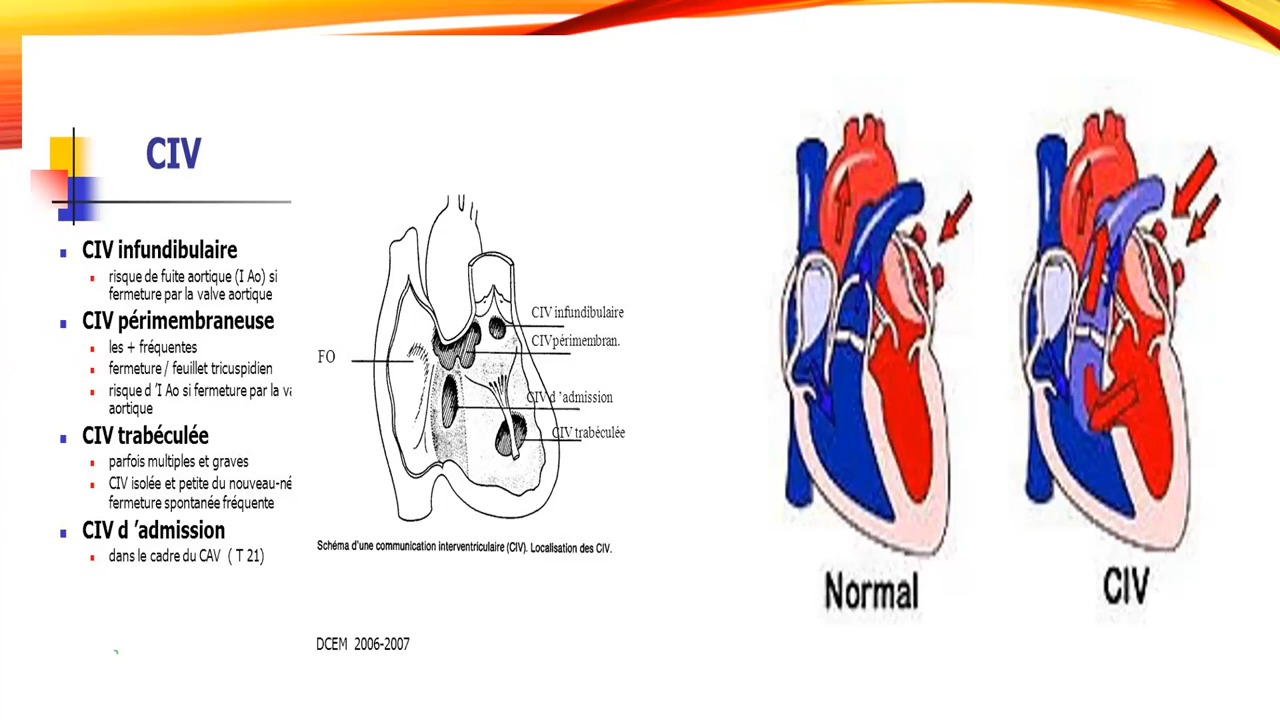 CIV
CIV infundibulaire
risque de fuite aortique (I Ao) si
fermeture par la valve aortique
CIV périmembraneuse
les + fréquentes
fermeture / feuillet tricuspidien
risque d 'I Ao si fermeture par la va
aortique
CIV trabéculée
parfois multiples et graves
CIV isolée et petite du nouveau-né
fermeture spontanée fréquente
CIV d 'admission
dans le cadre du CAV ( T 21)
CIV infundibulaire
CIVpérimembran.
FO
CIV d 'admission
CIV trabéculée
Schéma d'une communication interventriculaire (CIV). Localisation des CIV.
DCEM 2006-2007
Normal
CIV